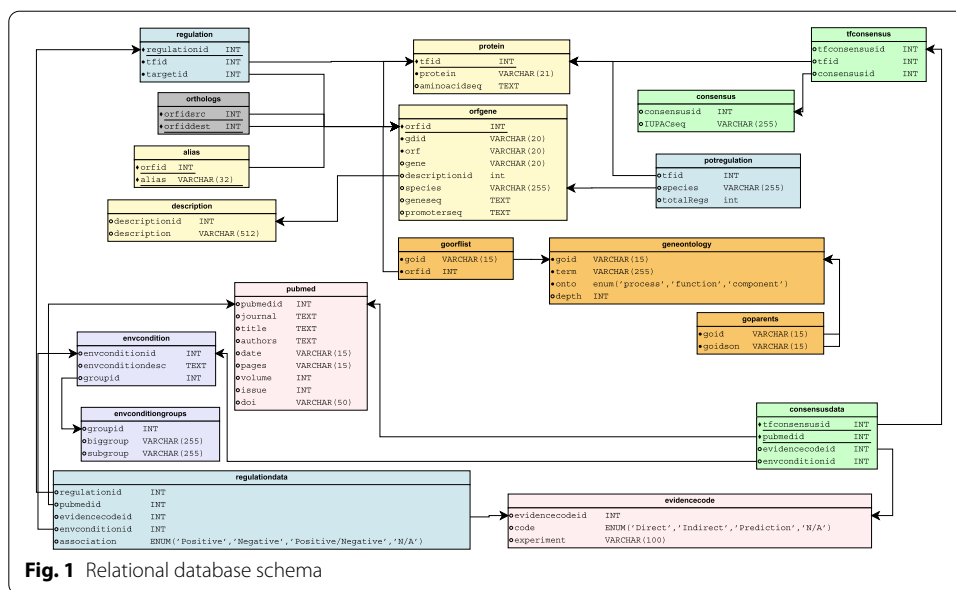 regulation
regulationid INT
tfid INT
targetid INT
orthologs
orfidsrc INT
orfiddest INT
alias
orfid INT
alias VARCHAR(32)
description
descriptionid INT
description VARCHAR(512)
protein
tfid INT
protein VARCHAR(21)
aminoacidseq TEXT
orfgene
orfid INT
gdid VARCHAR(20)
orf VARCHAR(20)
gene VARCHAR(20)
descriptionid int
species VARCHAR(255)
geneseq TEXT
promoterseq TEXT
tfconsensus
tfconsensusid INT
tfid INT
consensusid INT
consensus
consensusid INT
IUPACseq VARCHAR(255)
potregulation
tfid INT
species VARCHAR(255)
totalRegs int
goorflist
goid VARCHAR(15)
orfid INT
geneontology
goid VARCHAR(15)
term VARCHAR(255)
onto enum('process','function','component')
depth INT
goparents
goid VARCHAR(15)
goidson VARCHAR(15)
pubmed
pubmedid INT
journal TEXT
title TEXT
authors TEXT
date VARCHAR(15)
pages VARCHAR(15)
volume INT
issue INT
doi VARCHAR(50)
envcondition
envconditionid INT
envconditiondesc TEXT
groupid INT
envconditiongroups
groupid INT
biggroup VARCHAR(255)
subgroup VARCHAR(255)
consensusdata
tfconsensusid INT
pubmedid INT
evidencecodeid INT
envconditionid INT
regulationdata
regulationid INT
pubmedid INT
evidencecodeid INT
envconditionid INT
association ENUM('Positive','Negative','Positive/Negative','N/A')
evidencecode
evidencecodeid INT
code ENUM('Direct','Indirect','Prediction','N/A')
experiment VARCHAR(100)
Fig. 1 Relational database schema